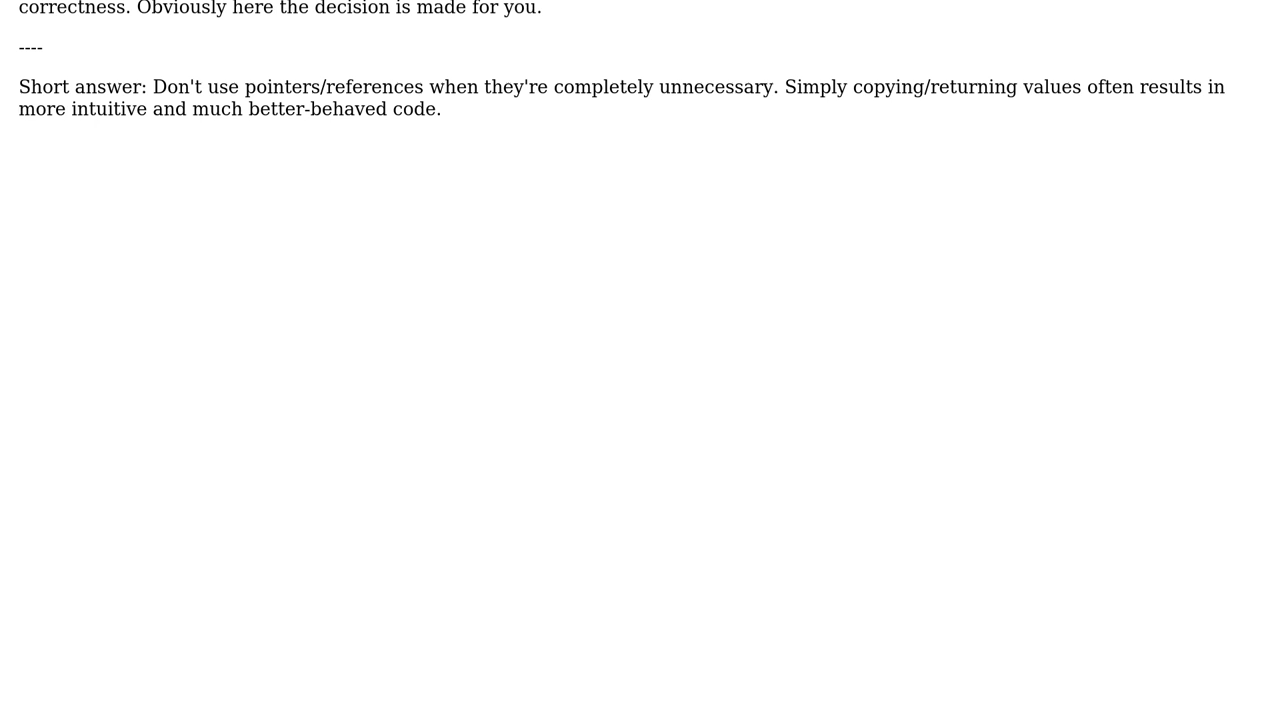 correctness. Obviously here the decision is made for you.
----
Short answer: Don't use pointers/references when they're completely unnecessary. Simply copying/returning values often results in
more intuitive and much better-behaved code.